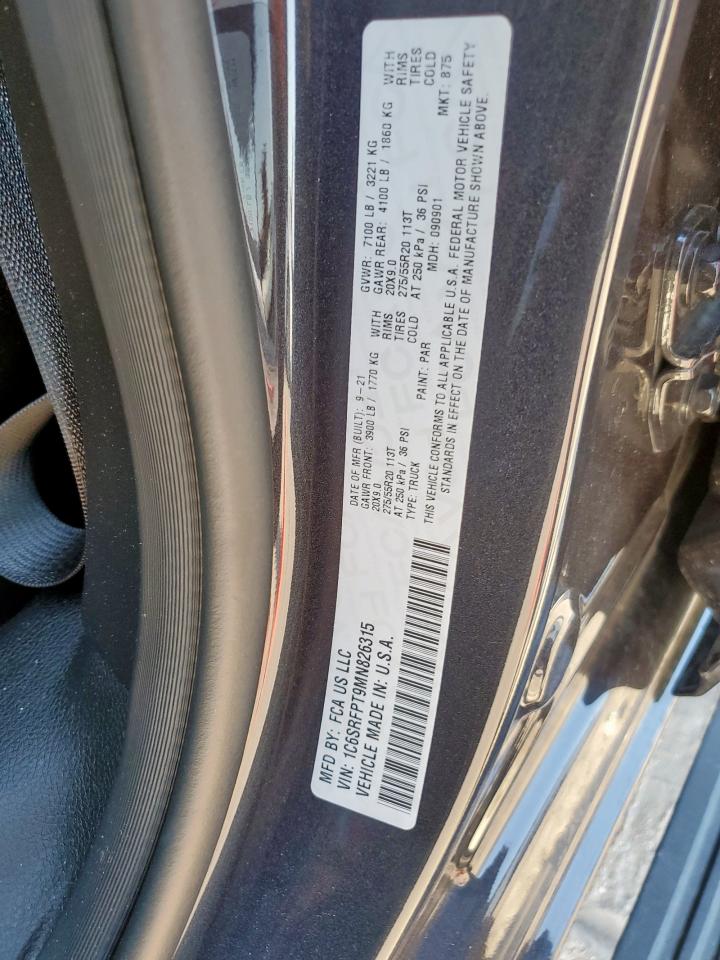 MFD BY: FCA US LLC
VIN: 1C6SRFPT9MN826315
VEHICLE MADE IN: U.S.A.
DATE OF MFR (BUILT): 9-21
GAWR FRONT: 3900 LB / 1770 KG WITH
20X9.0 RIMS
275/55R20 113T TIRES
AT 250 kPa / 36 PSI COLD
TYPE: TRUCK
GVWR: 7100 LB / 3221 KG
GAWR REAR: 4100 LB / 1860 KG WITH
20X9.0 RIMS
275/55R20 113T TIRES
AT 250 kPa / 36 PSI COLD
PAINT: PAR MDH: 090901 MKT: B75
THIS VEHICLE CONFORMS TO ALL APPLICABLE U.S.A. FEDERAL MOTOR VEHICLE SAFETY
STANDARDS IN EFFECT ON THE DATE OF MANUFACTURE SHOWN ABOVE.